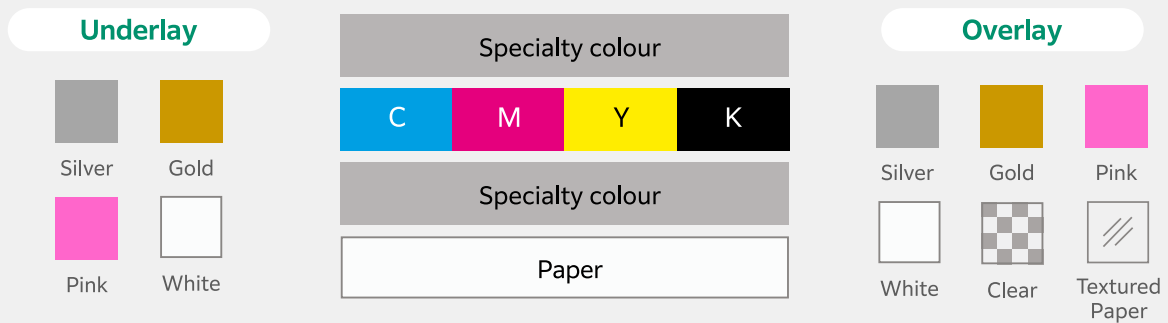 Underlay
Silver
Gold
Pink
White
Specialty colour
C M Y K
Specialty colour
Paper
Overlay
Silver
Gold
Pink
White
Clear
Textured
Paper